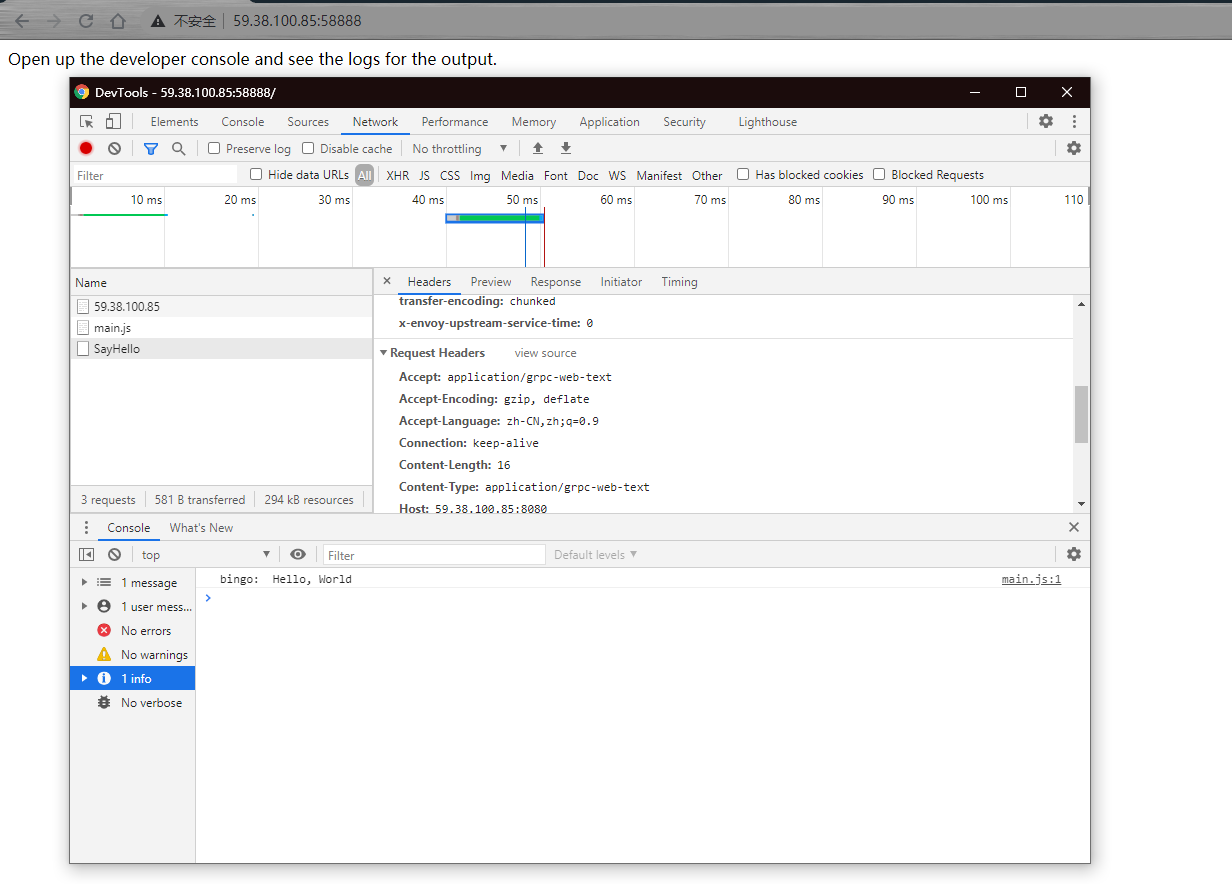 不安全 59.38.100.85:58888
Open up the developer console and see the logs for the output.
DevTools - 59.38.100.85:58888/
Elements Console Sources Network Performance Memory Application Security Lighthouse
Preserve log Disable cache No throttling
Filter Hide data URLs All XHR JS CSS Img Media Font Doc WS Manifest Other Has blocked cookies Blocked Requests
10 ms 20 ms 30 ms 40 ms 50 ms 60 ms 70 ms 80 ms 90 ms 100 ms 110
Name
59.38.100.85
main.js
SayHello
3 requests 581 B transferred 294 kB resources
Headers Preview Response Initiator Timing
transfer-encoding: chunked
x-envoy-upstream-service-time: 0
Request Headers view source
Accept: application/grpc-web-text
Accept-Encoding: gzip, deflate
Accept-Language: zh-CN,zh;q=0.9
Connection: keep-alive
Content-Length: 16
Content-Type: application/grpc-web-text
Host: 59.38.100.85:8080
Console What's New
top Filter Default levels
1 message
1 user mess...
No errors
No warnings
1 info
No verbose
bingo: Hello, World main.js:1